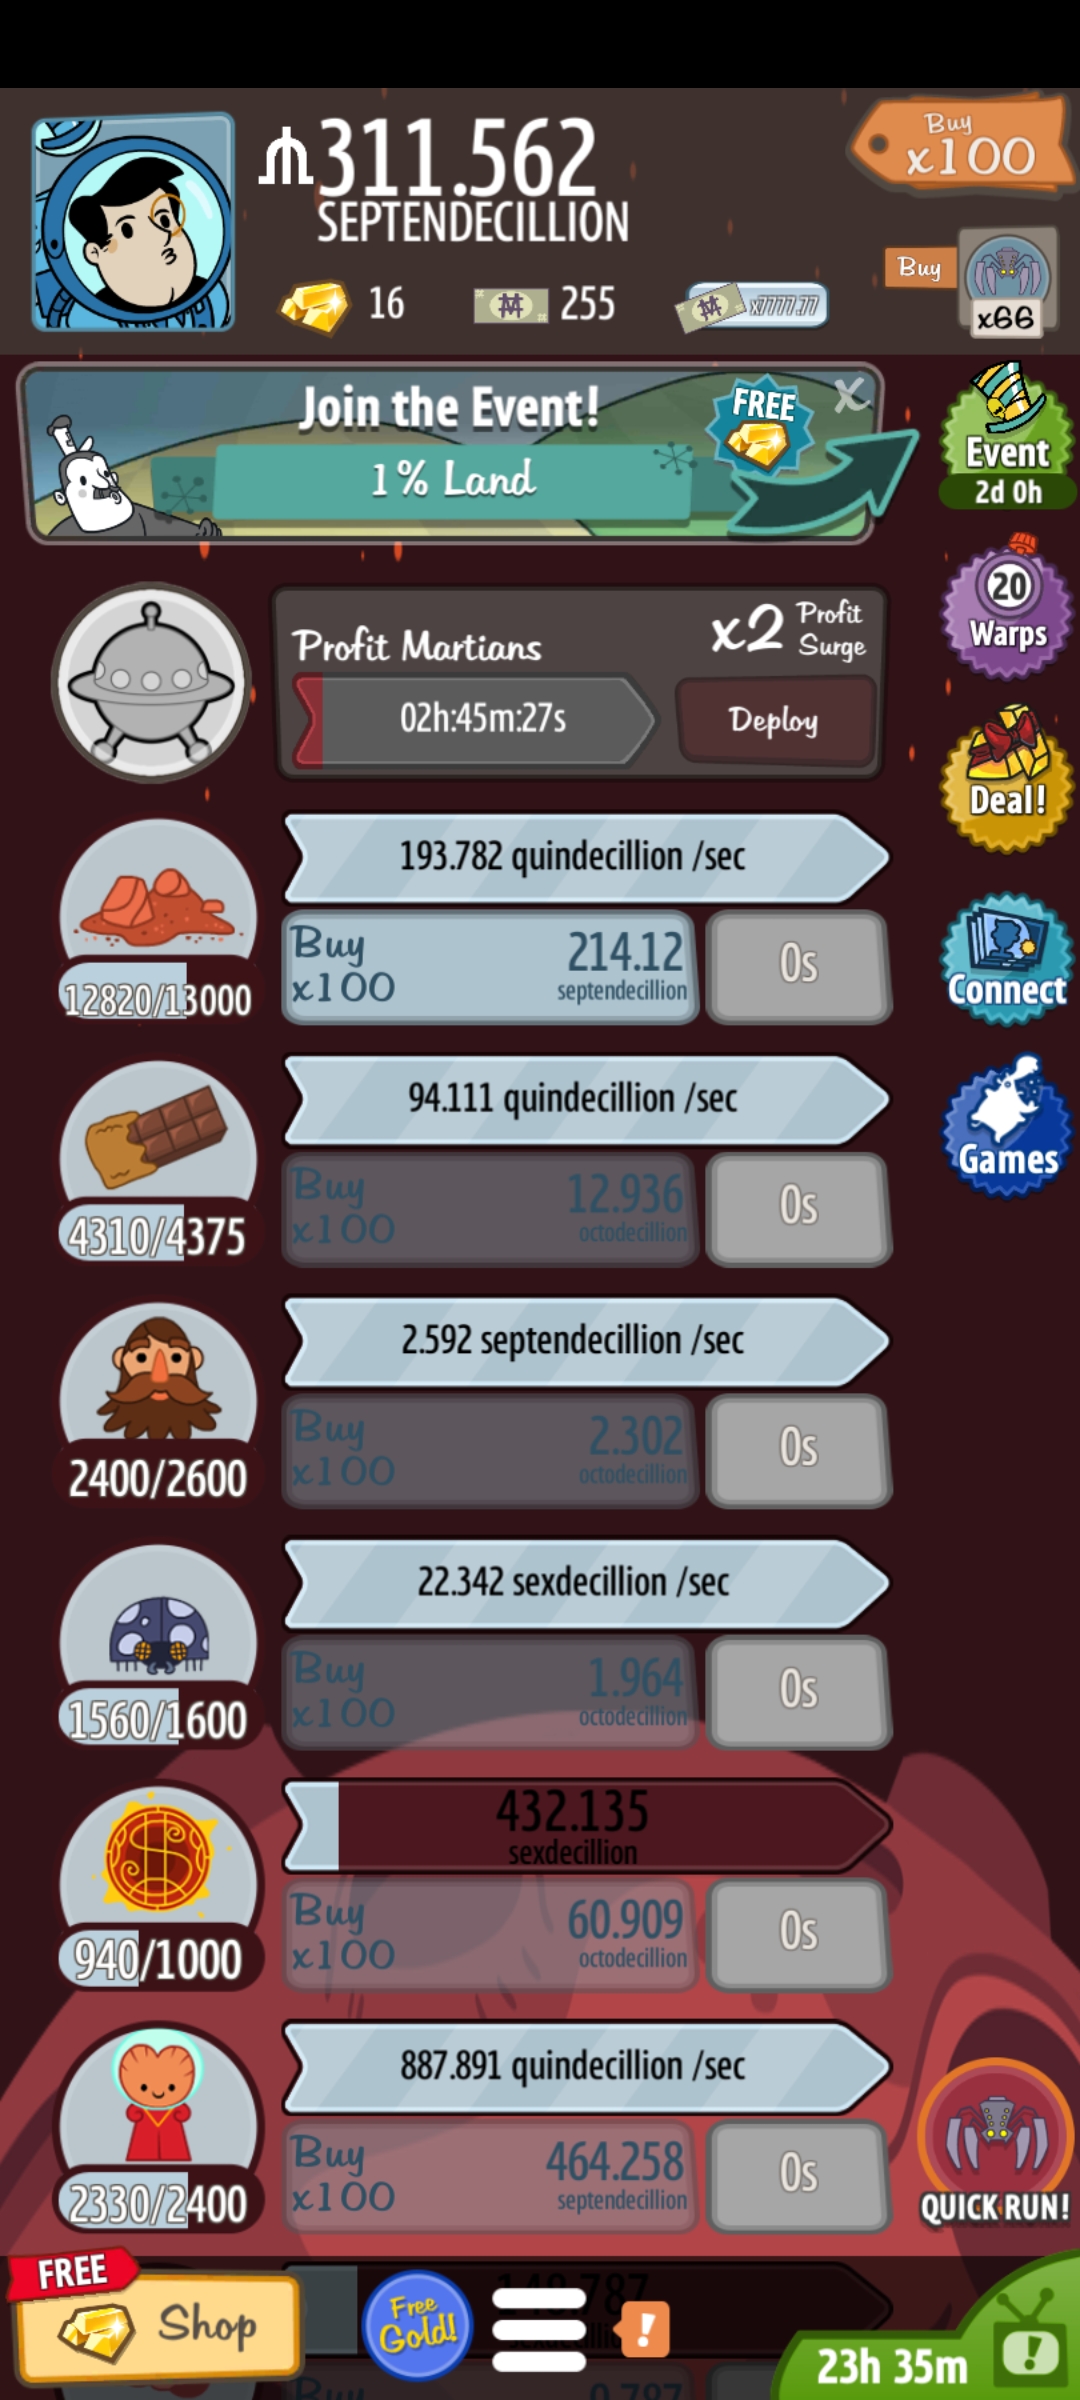 311.562
SEPTENDECILLION
Buy
x100
16
255
x7777.77
Buy
x66
Join the Event!
FREE
X
1% Land
Event
2d 0h
20
Warps
Profit Martians
x2 Profit
Surge
02h:45m:27s
Deploy
Deal!
193.782 quindecillion /sec
Buy
x100
214.12
septendecillion
0s
12820/13000
Connect
94.111 quindecillion /sec
Buy
x100
12.936
octodecillion
0s
4310/4375
Games
2.592 septendecillion /sec
Buy
x100
2.302
octodecillion
0s
2400/2600
22.342 sexdecillion /sec
Buy
x100
1.964
octodecillion
0s
1560/1600
432.135
sexdecillion
Buy
x100
60.909
octodecillion
0s
940/1000
887.891 quindecillion /sec
Buy
x100
464.258
septendecillion
0s
2330/2400
QUICK RUN!
FREE
Shop
Free
Gold!
!
23h 35m
!
Buy
0.787